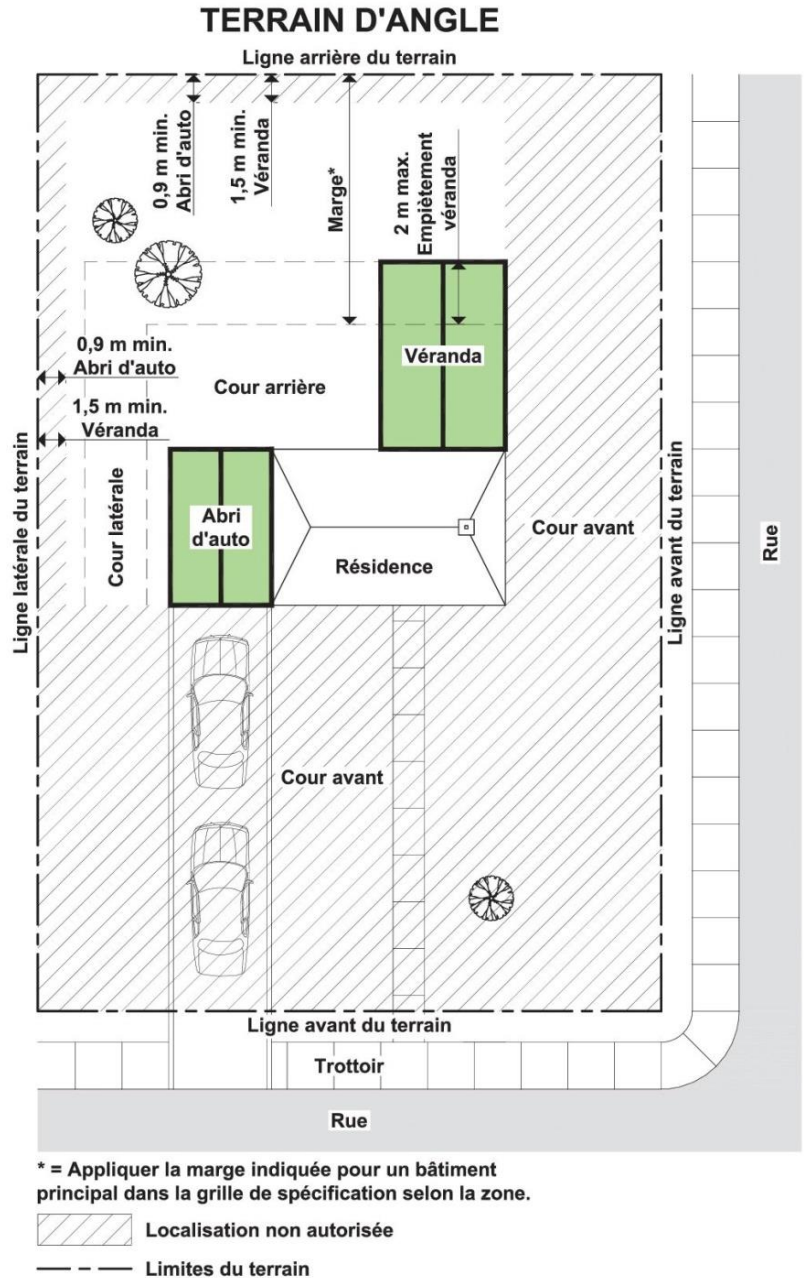 TERRAIN D'ANGLE
Ligne arrière du terrain
0,9 m min.
Abri d'auto
1,5 m min.
Véranda
Marge*
2 m max.
Empiètement
véranda
Véranda
0,9 m min.
Abri d'auto
Cour arrière
1,5 m min.
Véranda
Ligne latérale du terrain
Cour latérale
Abri
d'auto
Résidence
Cour avant
Ligne avant du terrain
Rue
Cour avant
Ligne avant du terrain
Trottoir
Rue
* = Appliquer la marge indiquée pour un bâtiment
principal dans la grille de spécification selon la zone.
Localisation non autorisée
Limites du terrain